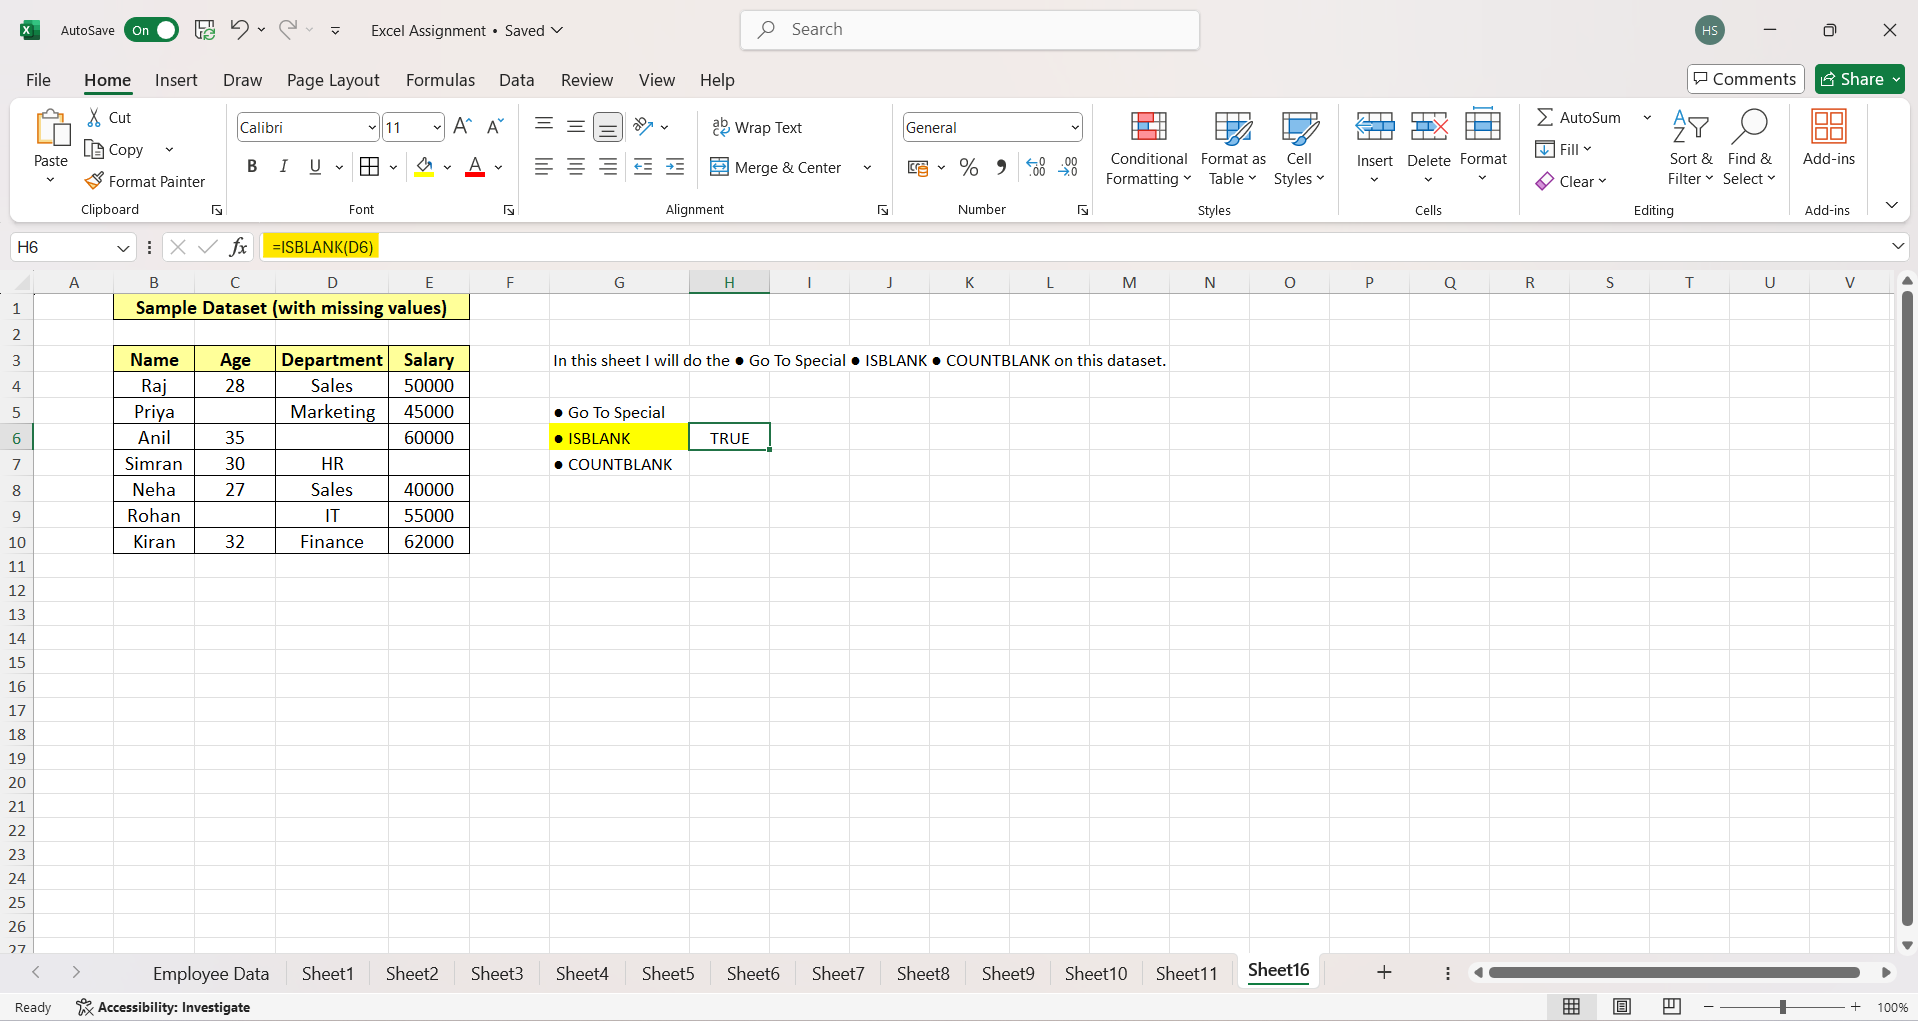 AutoSave On Excel Assignment • Saved Search HS
File Home Insert Draw Page Layout Formulas Data Review View Help Comments Share
Paste Cut Copy Format Painter Clipboard
Calibri 11 B I U A Font
Wrap Text Merge & Center Alignment
General % Number
Conditional Formatting Format as Table Cell Styles Styles
Insert Delete Format Cells
AutoSum Fill Clear Sort & Filter Find & Select Editing
Add-ins Add-ins
H6 fx =ISBLANK(D6)
A B C D E F G H I J K L M N O P Q R S T U V
1 Sample Dataset (with missing values)
2
3 Name Age Department Salary In this sheet I will do the ● Go To Special ● ISBLANK ● COUNTBLANK on this dataset.
4 Raj 28 Sales 50000
5 Priya Marketing 45000 ● Go To Special
6 Anil 35 60000 ● ISBLANK TRUE
7 Simran 30 HR ● COUNTBLANK
8 Neha 27 Sales 40000
9 Rohan IT 55000
10 Kiran 32 Finance 62000
11
12
13
14
15
16
17
18
19
20
21
22
23
24
25
26
27
Employee Data Sheet1 Sheet2 Sheet3 Sheet4 Sheet5 Sheet6 Sheet7 Sheet8 Sheet9 Sheet10 Sheet11 Sheet16
Ready Accessibility: Investigate 100%